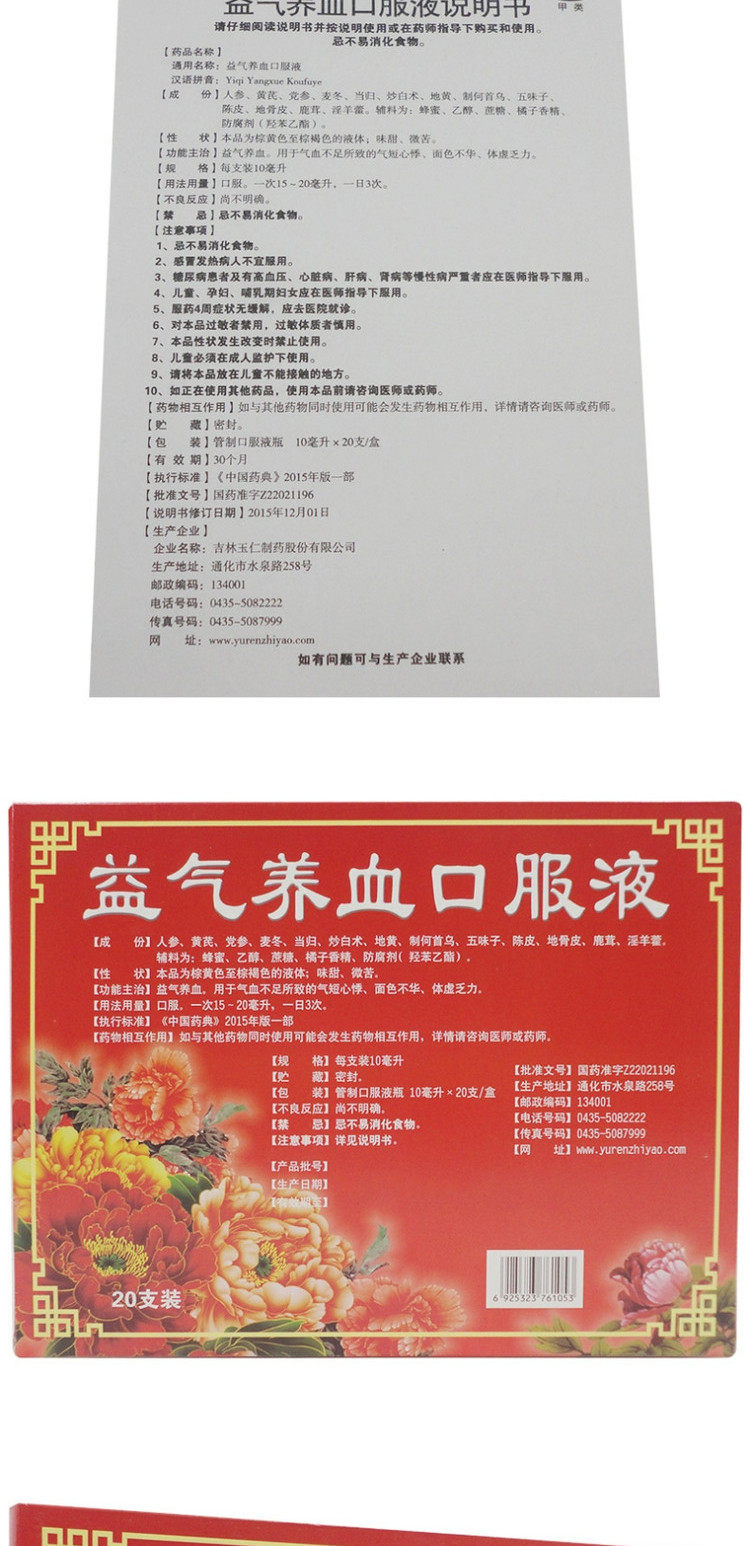 益气养血口服液说明书
甲类
请仔细阅读说明书并按说明使用或在药师指导下购买和使用。
忌不易消化食物。
【药品名称】
通用名称：益气养血口服液
汉语拼音：Yiqi Yangxue Koufuye
【成　　份】人参、黄芪、党参、麦冬、当归、炒白术、地黄、制何首乌、五味子、
陈皮、地骨皮、鹿茸、淫羊藿。辅料为：蜂蜜、乙醇、蔗糖、橘子香精、
防腐剂（羟苯乙酯）。
【性　　状】本品为棕黄色至棕褐色的液体；味甜、微苦。
【功能主治】益气养血。用于气血不足所致的气短心悸、面色不华、体虚乏力。
【规　　格】每支装10毫升
【用法用量】口服。一次15～20毫升，一日3次。
【不良反应】尚不明确。
【禁　　忌】忌不易消化食物。
【注意事项】
1、忌不易消化食物。
2、感冒发热病人不宜服用。
3、糖尿病患者及有高血压、心脏病、肝病、肾病等慢性病严重者应在医师指导下服用。
4、儿童、孕妇、哺乳期妇女应在医师指导下服用。
5、服药4周症状无缓解，应去医院就诊。
6、对本品过敏者禁用，过敏体质者慎用。
7、本品性状发生改变时禁止使用。
8、儿童必须在成人监护下使用。
9、请将本品放在儿童不能接触的地方。
10、如正在使用其他药品，使用本品前请咨询医师或药师。
【药物相互作用】如与其他药物同时使用可能会发生药物相互作用，详情请咨询医师或药师。
【贮　　藏】密封。
【包　　装】管制口服液瓶　10毫升×20支/盒
【有 效 期】30个月
【执行标准】《中国药典》2015年版一部
【批准文号】国药准字Z22021196
【说明书修订日期】2015年12月01日
【生产企业】
企业名称：吉林玉仁制药股份有限公司
生产地址：通化市水泉路258号
邮政编码：134001
电话号码：0435-5082222
传真号码：0435-5087999
网　　址：www.yurenzhiyao.com
如有问题可与生产企业联系
益气养血口服液
【成　　份】人参、黄芪、党参、麦冬、当归、炒白术、地黄、制何首乌、五味子、陈皮、地骨皮、鹿茸、淫羊藿。
辅料为：蜂蜜、乙醇、蔗糖、橘子香精、防腐剂（羟苯乙酯）。
【性　　状】本品为棕黄色至棕褐色的液体；味甜、微苦。
【功能主治】益气养血。用于气血不足所致的气短心悸、面色不华、体虚乏力。
【用法用量】口服。一次15～20毫升，一日3次。
【执行标准】《中国药典》2015年版一部
【药物相互作用】如与其他药物同时使用可能会发生药物相互作用，详情请咨询医师或药师。
【规　　格】每支装10毫升
【贮　　藏】密封。
【包　　装】管制口服液瓶 10毫升×20支/盒
【不良反应】尚不明确。
【禁　　忌】忌不易消化食物。
【注意事项】详见说明书。
【产品批号】
【生产日期】
【有效期至】
【批准文号】国药准字Z22021196
【生产地址】通化市水泉路258号
【邮政编码】134001
【电话号码】0435-5082222
【传真号码】0435-5087999
【网　　址】www.yurenzhiyao.com
20支装
6 925323 761053